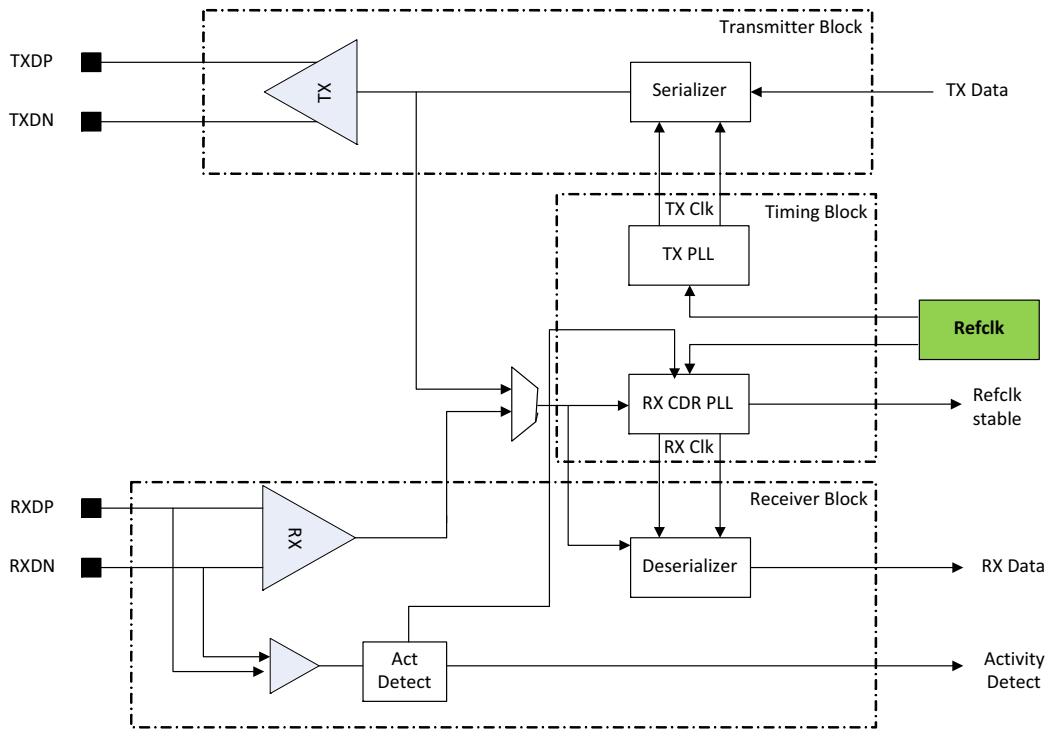 Transmitter Block
TXDP
TX
Serializer
TX Data
TXDN
TX Clk
Timing Block
TX PLL
Refclk
RX CDR PLL
Refclk
stable
RX Clk
Receiver Block
RXDP
RX
RXDN
Deserializer
RX Data
Act
Detect
Activity
Detect